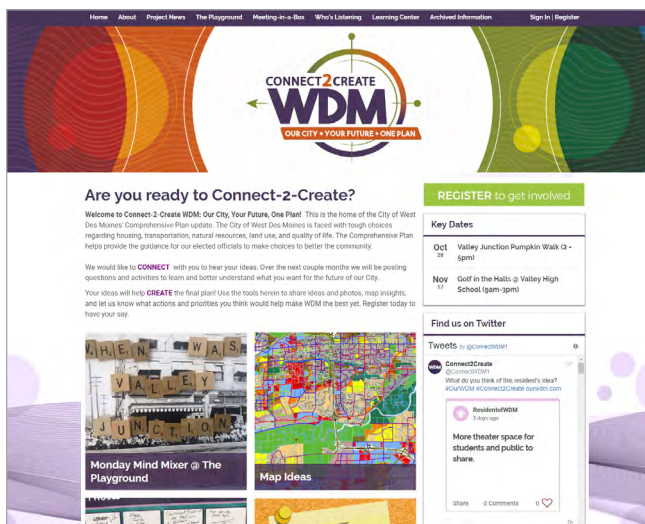 Home About Project News The Playground Meeting-in-a-Box Who's Listening Learning Center Archived Information Sign In | Register
CONNECT2CREATE
WDM
OUR CITY • YOUR FUTURE • ONE PLAN
Are you ready to Connect-2-Create?
Welcome to Connect-2-Create WDM: Our City, Your Future, One Plan! This is the home of the City of West
Des Moines' Comprehensive Plan update. The City of West Des Moines is faced with tough choices
regarding housing, transportation, natural resources, land use, and quality of life. The Comprehensive Plan
helps provide the guidance for our elected officials to make choices to better the community.
We would like to CONNECT with you to hear your ideas. Over the next couple months we will be posting
questions and activities to learn and better understand what you want for the future of our City.
Your ideas will help CREATE the final plan! Use the tools herein to share ideas and photos, map insights,
and let us know what actions and priorities you think would help make WDM the best yet. Register today to
have your say.
WHEN WAS
VALLEY
JUNCTION
Monday Mind Mixer @ The
Playground
Map Ideas
REGISTER to get involved
Key Dates
Oct
28
Valley Junction Pumpkin Walk (2 -
5pm)
Nov
17
Golf in the Halls @ Valley High
School (9am-3pm)
Find us on Twitter
Tweets by @ConnectWDM1
WDM
Connect2Create
@ConnectWDM1
What do you think of this resident's idea?
#OurWDM #Connect2Create ourwdm.com
ResidentofWDM
3 days ago
More theater space for
students and public to
share.
Share 0 Comments 0